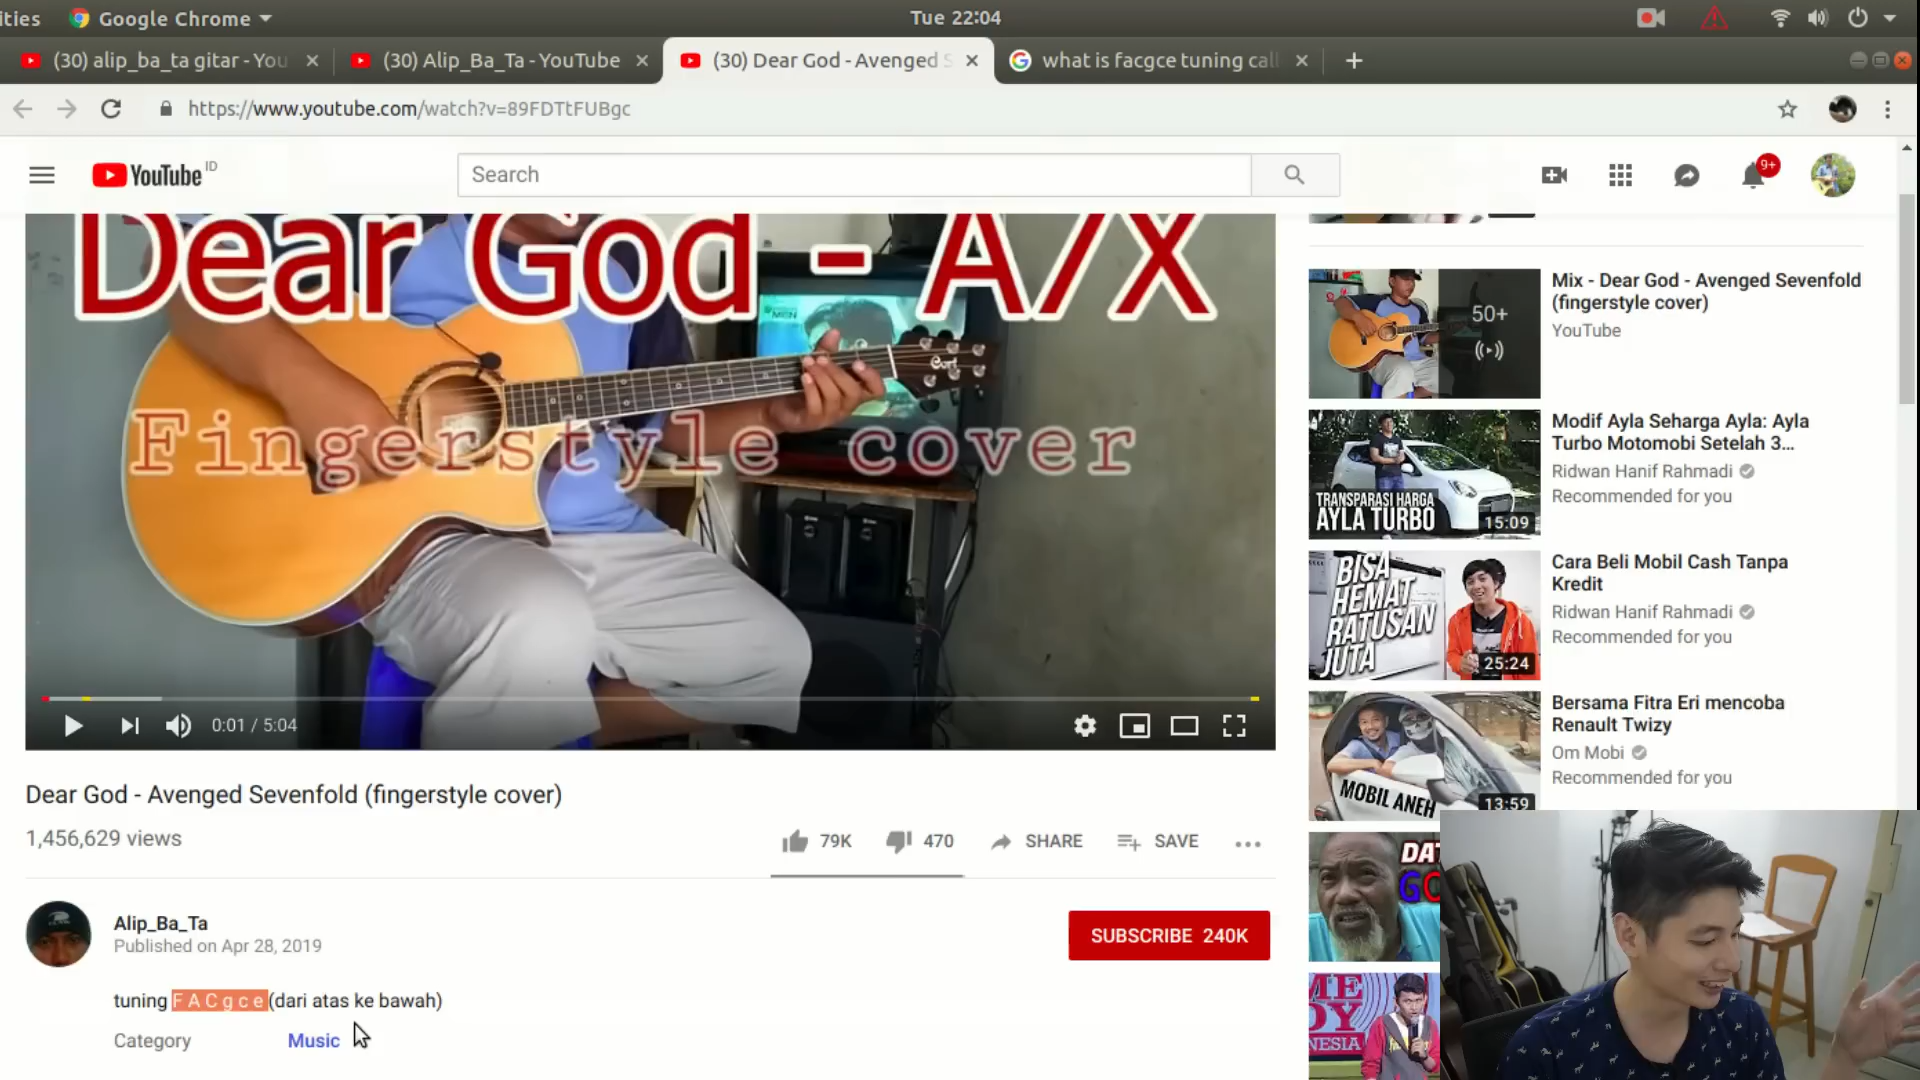 ities
Google Chrome
Tue 22:04
(30) alip_ba_ta gitar - You
(30) Alip_Ba_Ta - YouTube
(30) Dear God - Avenged S
what is facgce tuning call
https://www.youtube.com/watch?v=89FDTtFUBgc
YouTube ID
Search
9+
Dear God - A7X
Fingerstyle cover
Cort
0:01 / 5:04
Dear God - Avenged Sevenfold (fingerstyle cover)
1,456,629 views
79K
470
SHARE
SAVE
Alip_Ba_Ta
Published on Apr 28, 2019
SUBSCRIBE 240K
tuning F A C g c e (dari atas ke bawah)
Category
Music
50+
Mix - Dear God - Avenged Sevenfold
(fingerstyle cover)
YouTube
TRANSPARASI HARGA
AYLA TURBO
15:09
Modif Ayla Seharga Ayla: Ayla
Turbo Motomobi Setelah 3...
Ridwan Hanif Rahmadi
Recommended for you
BISA
HEMAT
RATUSAN
JUTA
25:24
Cara Beli Mobil Cash Tanpa
Kredit
Ridwan Hanif Rahmadi
Recommended for you
MOBIL ANEH
13:59
Bersama Fitra Eri mencoba
Renault Twizy
Om Mobi
Recommended for you